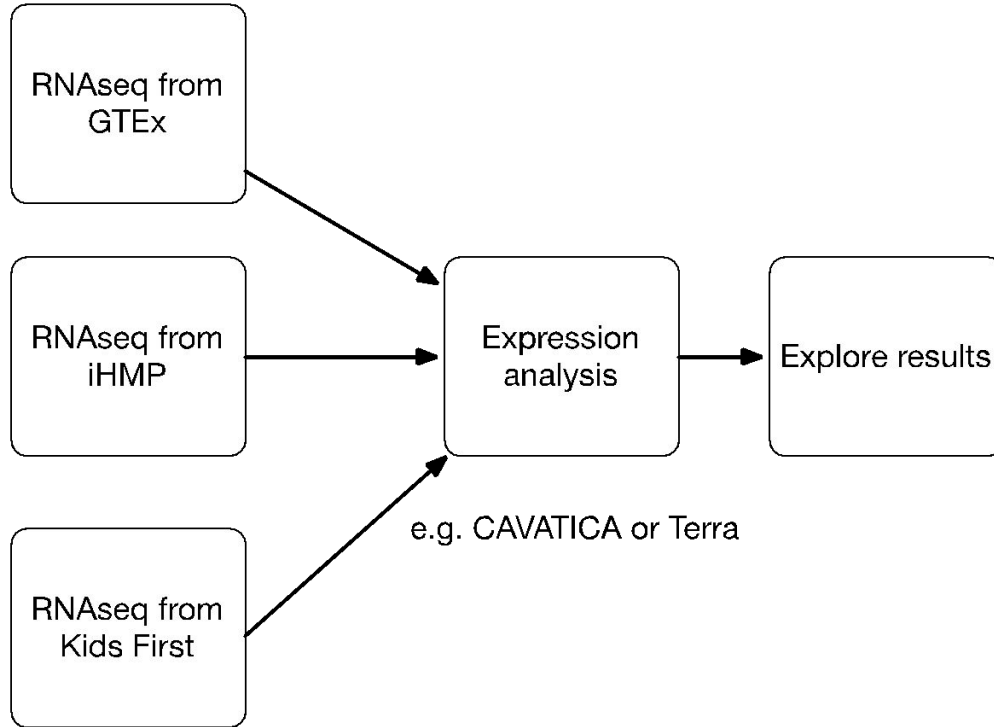 RNAseq from
GTEx
RNAseq from
iHMP
RNAseq from
Kids First
Expression
analysis
e.g. CAVATICA or Terra
Explore results